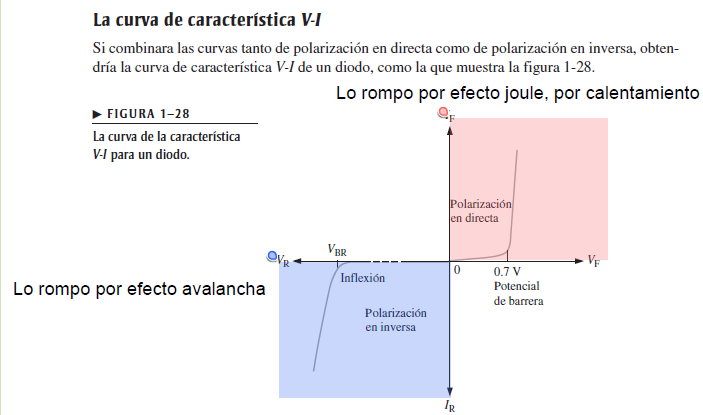 La curva de característica V-I
Si combinara las curvas tanto de polarización en directa como de polarización en inversa, obten-
dría la curva de característica V-I de un diodo, como la que muestra la figura 1-28.
Lo rompo por efecto joule, por calentamiento
► FIGURA 1–28
La curva de la característica
V-I para un diodo.
F
Polarización
en directa
VBR
VR
VF
0
0.7 V
Potencial
de barrera
Inflexión
Lo rompo por efecto avalancha
Polarización
en inversa
IR